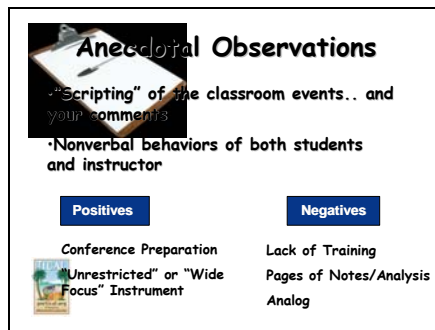 Anecdotal Observations
•"Scripting" of the classroom events.. and
your comments
•Nonverbal behaviors of both students
and instructor
Positives
Negatives
Conference Preparation
"Unrestricted" or "Wide
Focus" Instrument
Lack of Training
Pages of Notes/Analysis
Analog